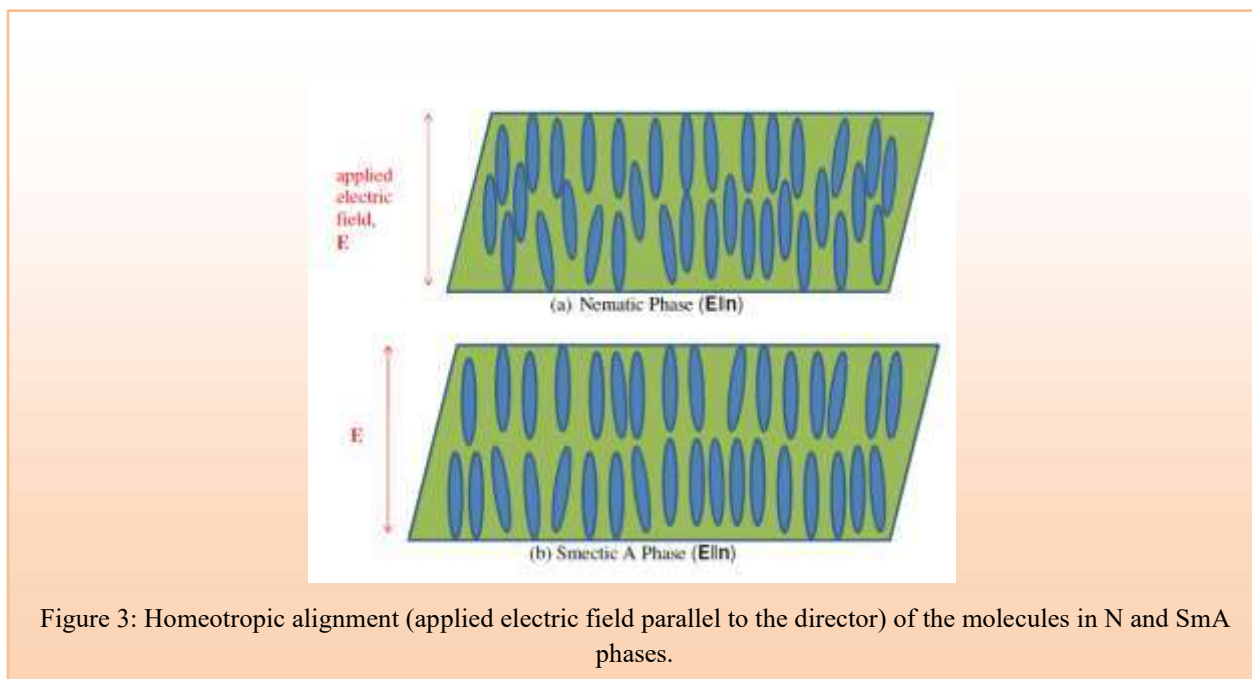 applied
electric
field,
E
(a) Nematic Phase (E||n)
E
(b) Smectic A Phase (E||n)
Figure 3: Homeotropic alignment (applied electric field parallel to the director) of the molecules in N and SmA
phases.